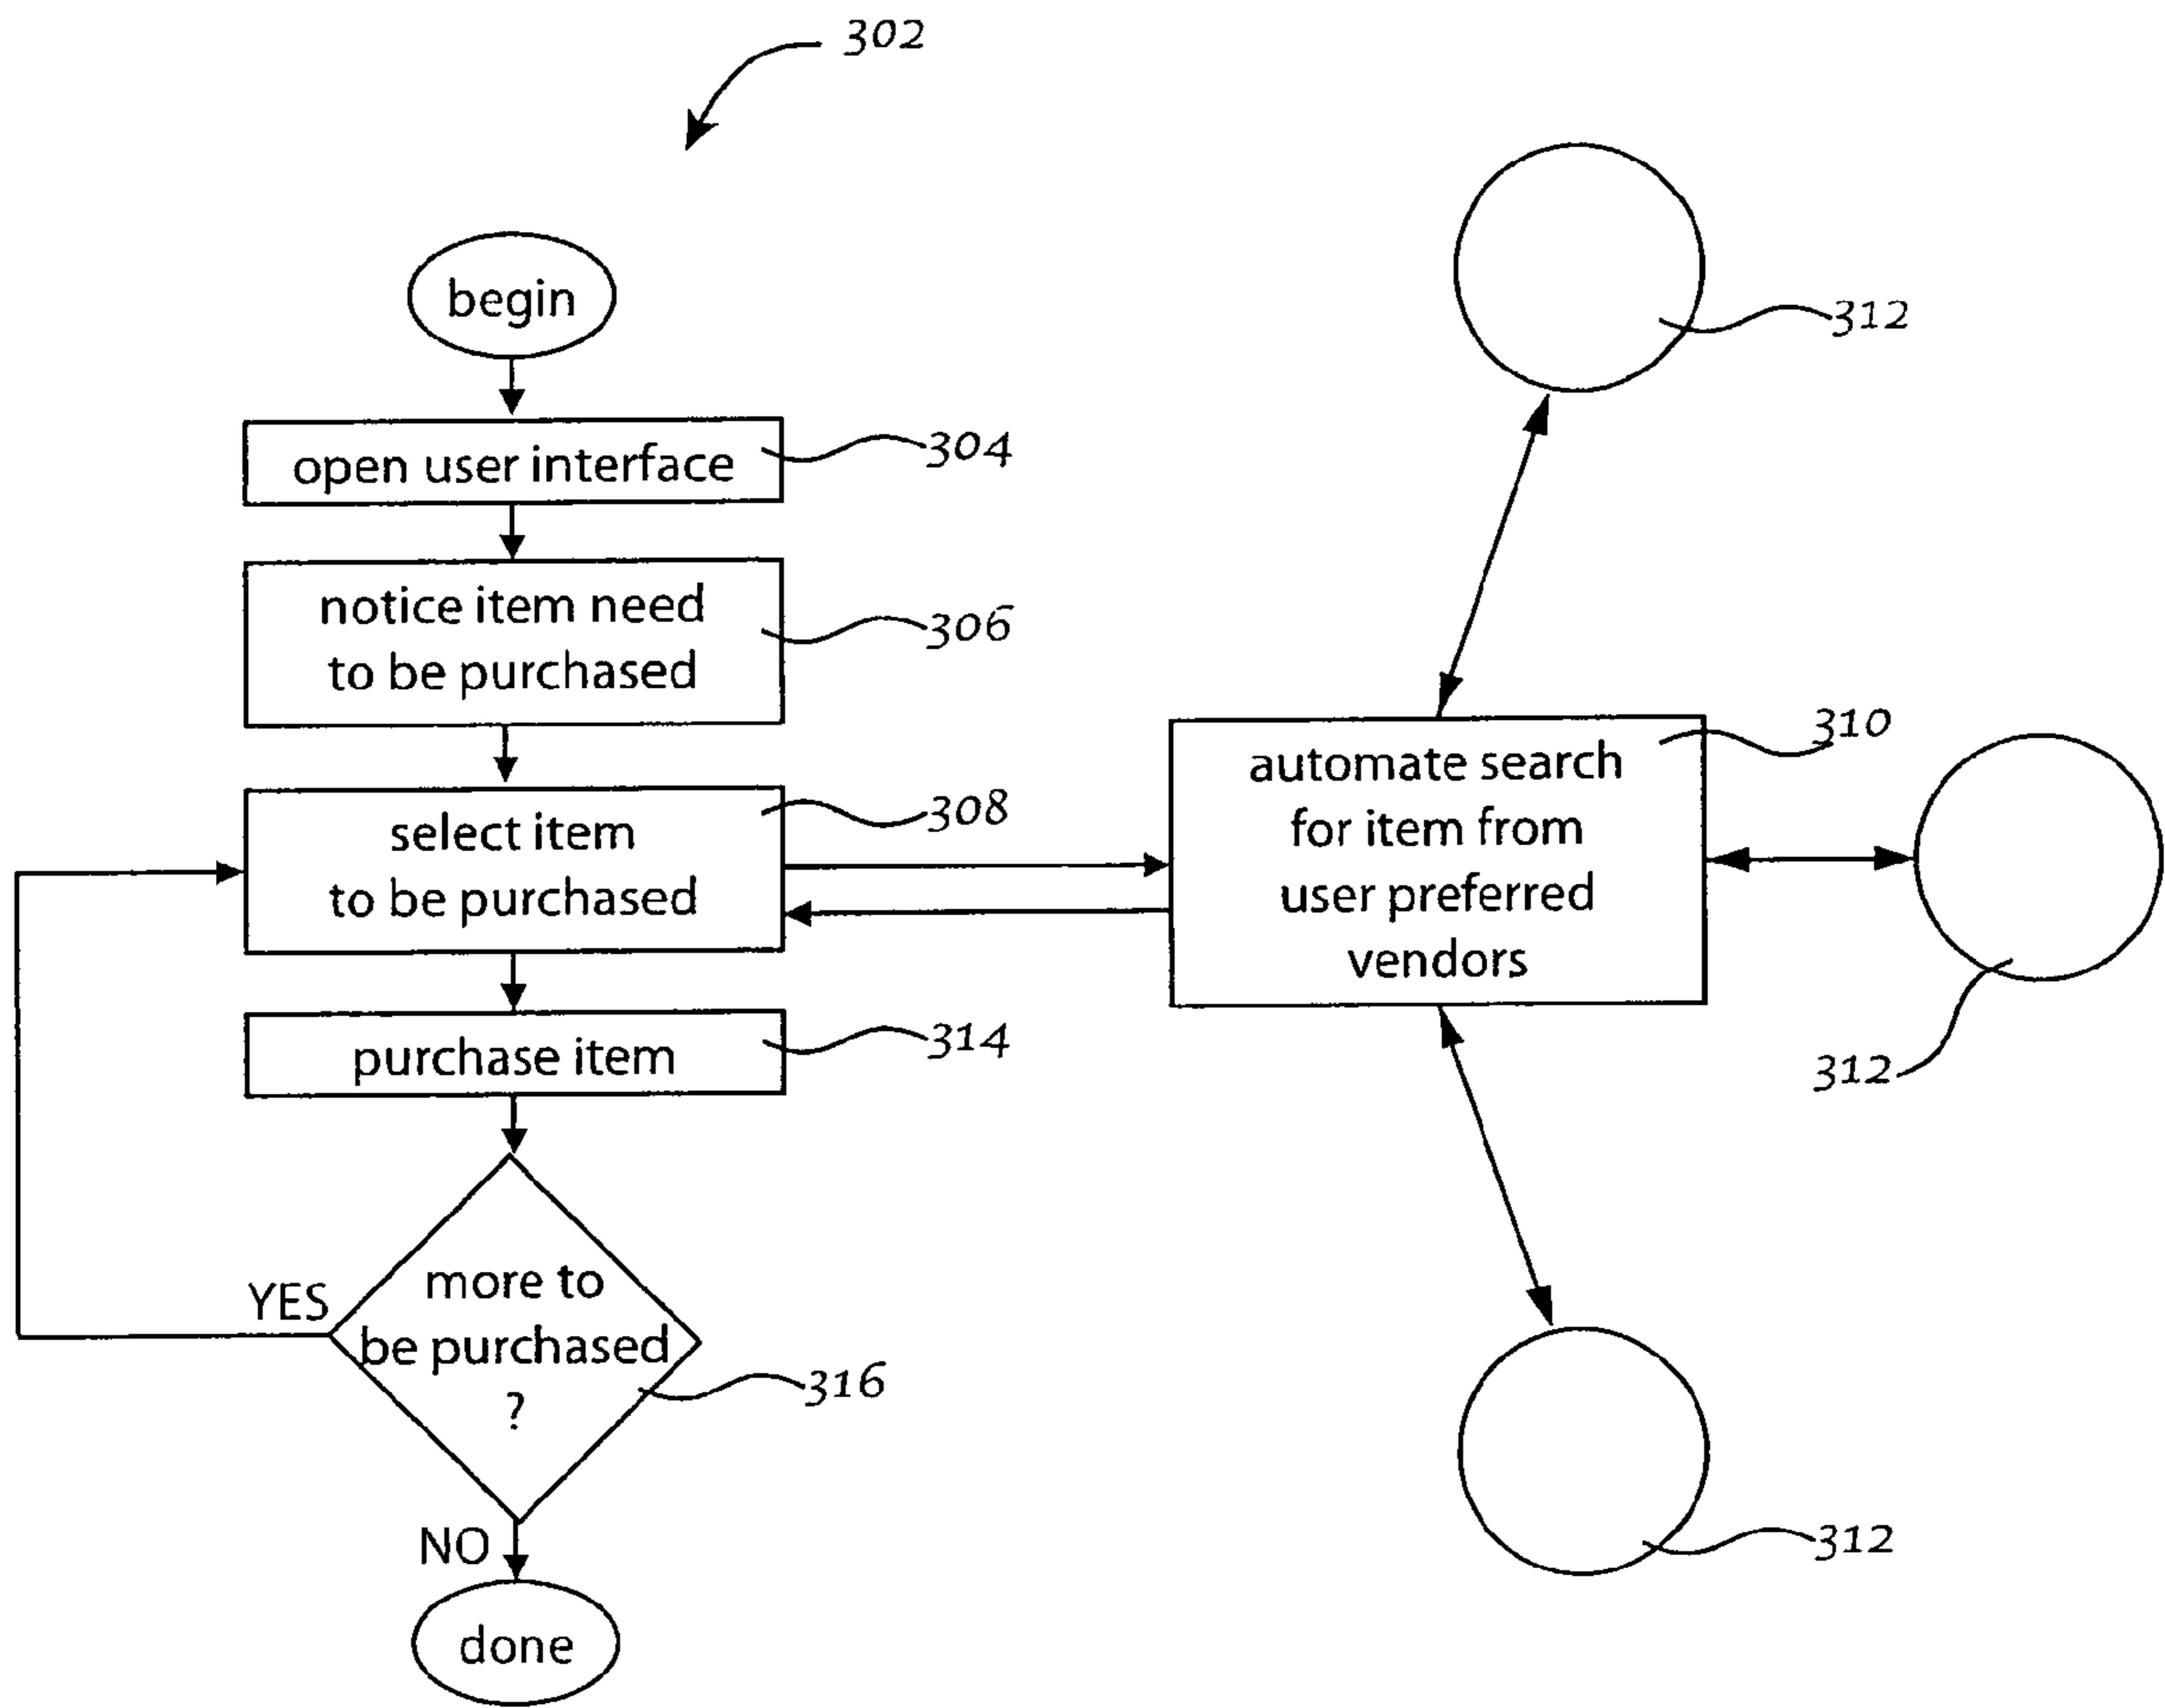 302
begin
312
open user interface
304
notice item need
to be purchased
306
select item
to be purchased
308
automate search
for item from
user preferred
vendors
310
312
purchase item
314
more to
be purchased
?
YES
316
NO
312
done